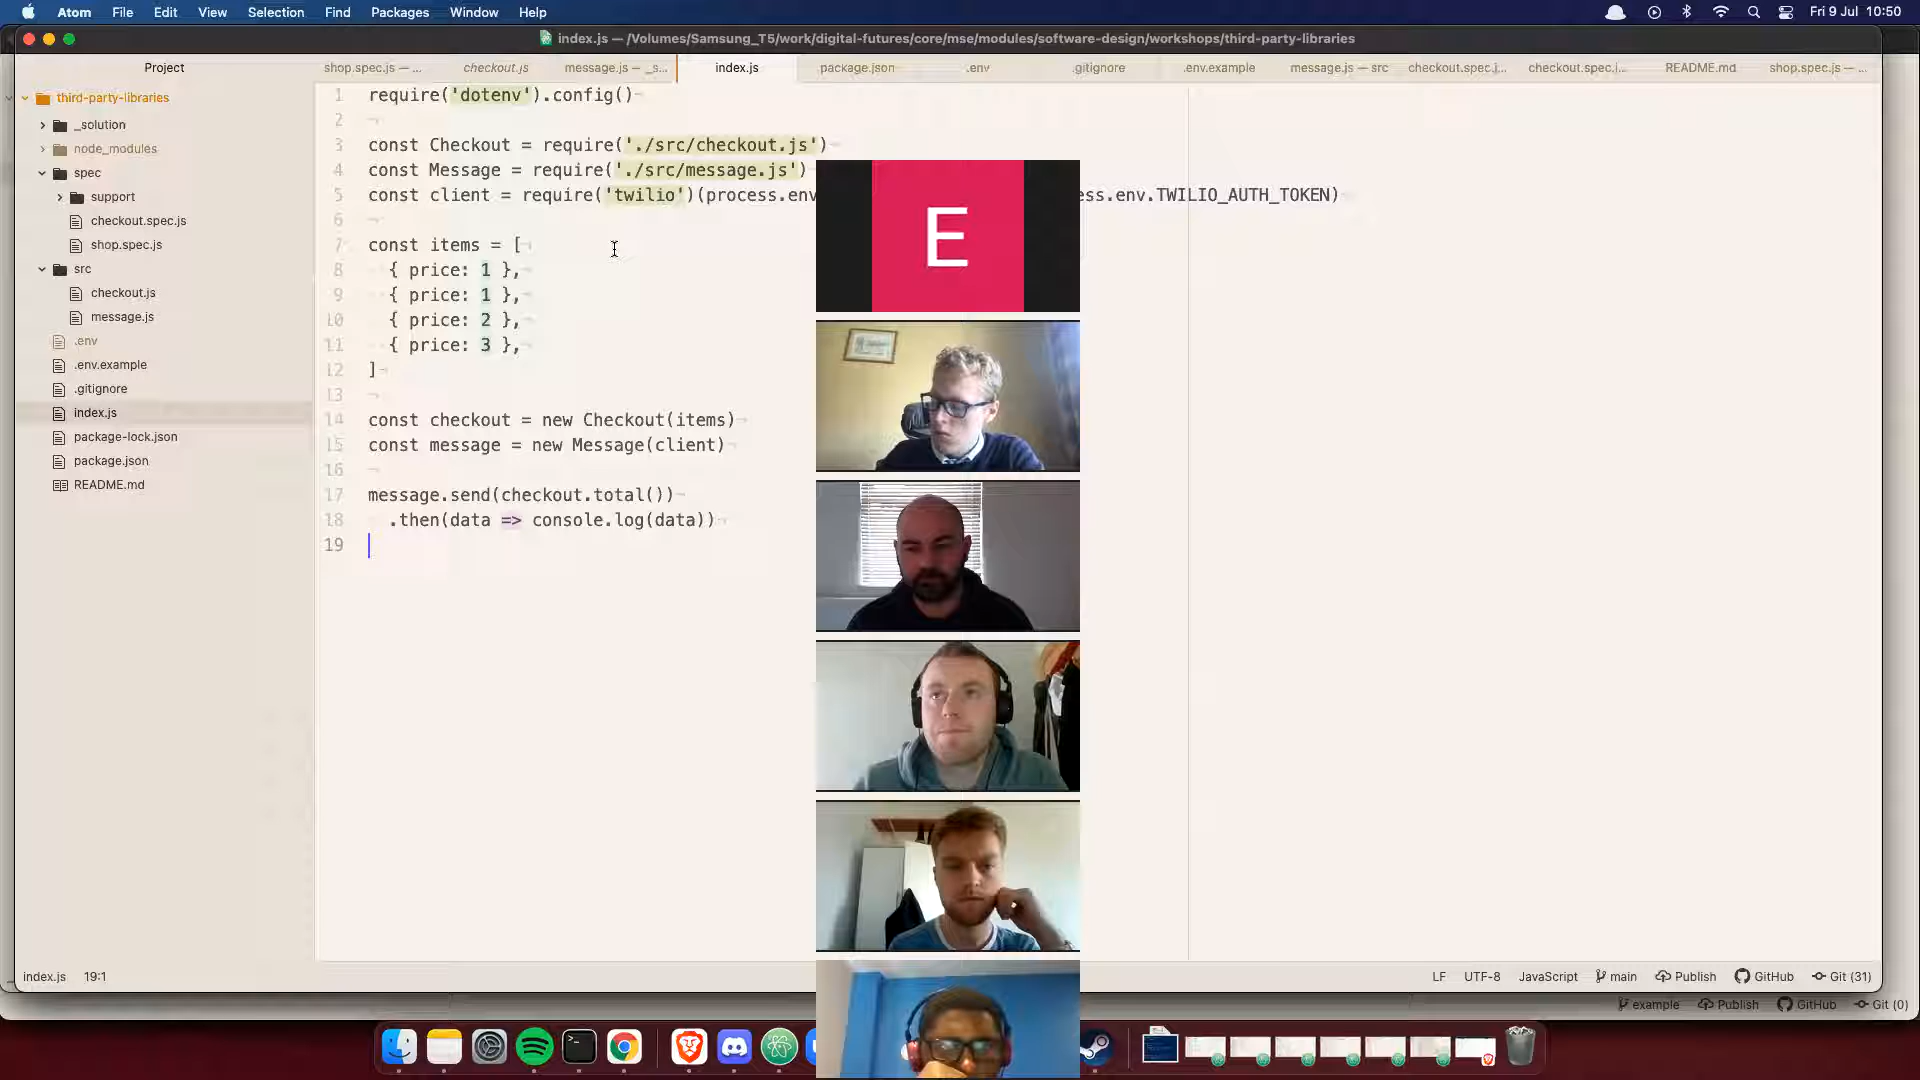 Atom File Edit View Selection Find Packages Window Help Fri 9 Jul 10:50
index.js — /Volumes/Samsung_T5/work/digital-futures/core/mse/modules/software-design/workshops/third-party-libraries
Project
shop.spec.js — ... checkout.js message.js — _s... index.js package.json .env .gitignore .env.example message.js — src checkout.spec.j... checkout.spec.j... README.md shop.spec.js — ...
third-party-libraries
_solution
node_modules
spec
support
checkout.spec.js
shop.spec.js
src
checkout.js
message.js
.env
.env.example
.gitignore
index.js
package-lock.json
package.json
README.md
1 require('dotenv').config()
2
3 const Checkout = require('./src/checkout.js')
4 const Message = require('./src/message.js')
5 const client = require('twilio')(process.env ess.env.TWILIO_AUTH_TOKEN)
6
7 const items = [
8 { price: 1 },
9 { price: 1 },
10 { price: 2 },
11 { price: 3 },
12 ]
13
14 const checkout = new Checkout(items)
15 const message = new Message(client)
16
17 message.send(checkout.total())
18 .then(data => console.log(data))
19
E
index.js 19:1 LF UTF-8 JavaScript main Publish GitHub Git (31)
example Publish GitHub Git (0)